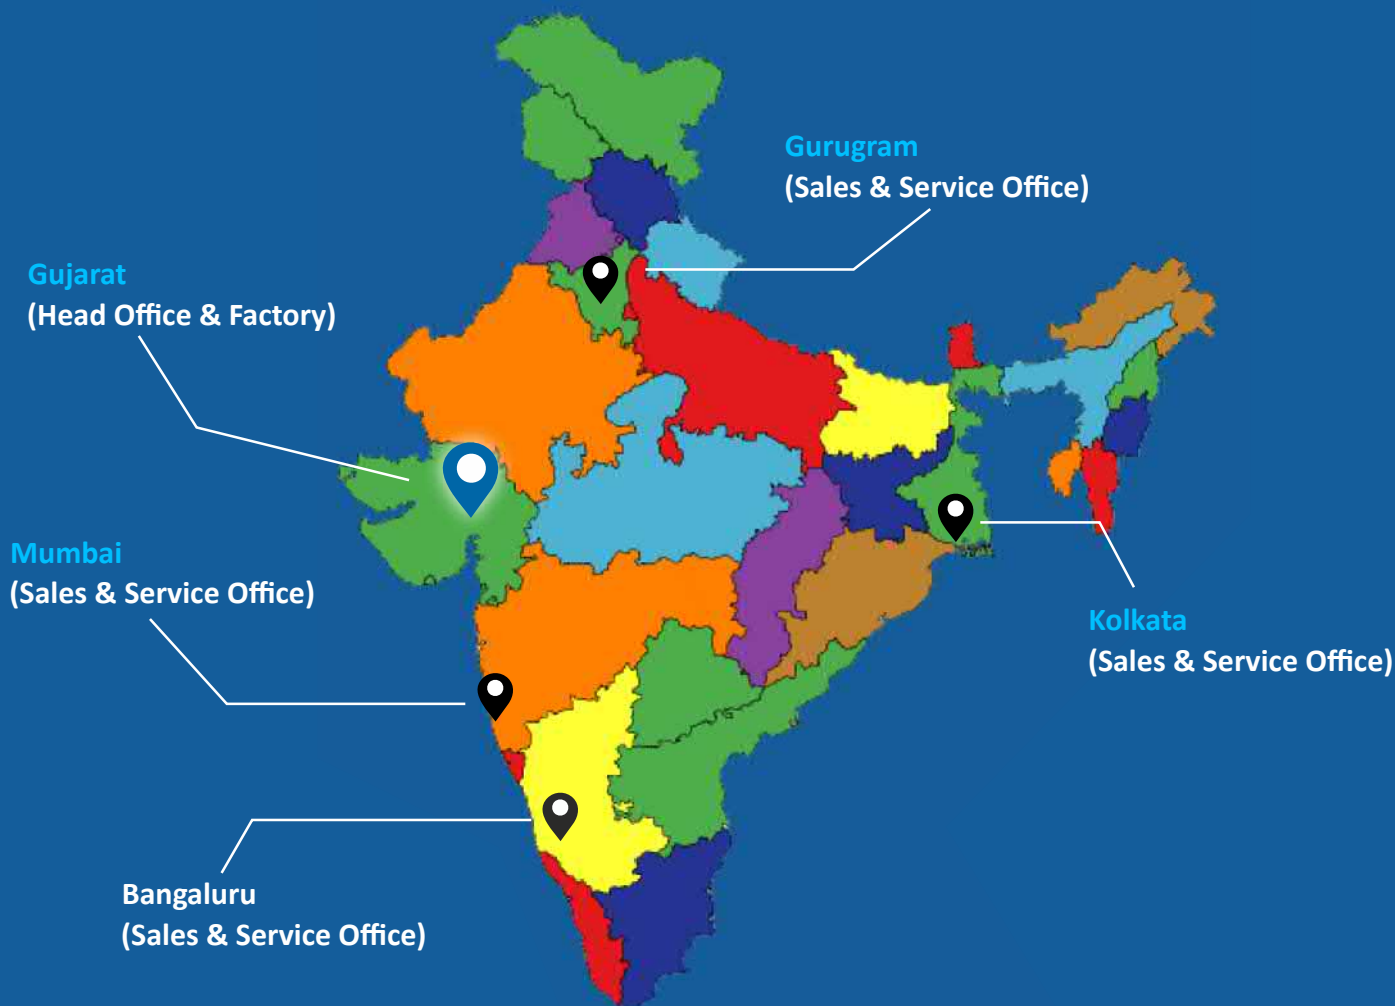 Gurugram
(Sales & Service Office)
Gujarat
(Head Office & Factory)
Mumbai
(Sales & Service Office)
Kolkata
(Sales & Service Office)
Bangaluru
(Sales & Service Office)